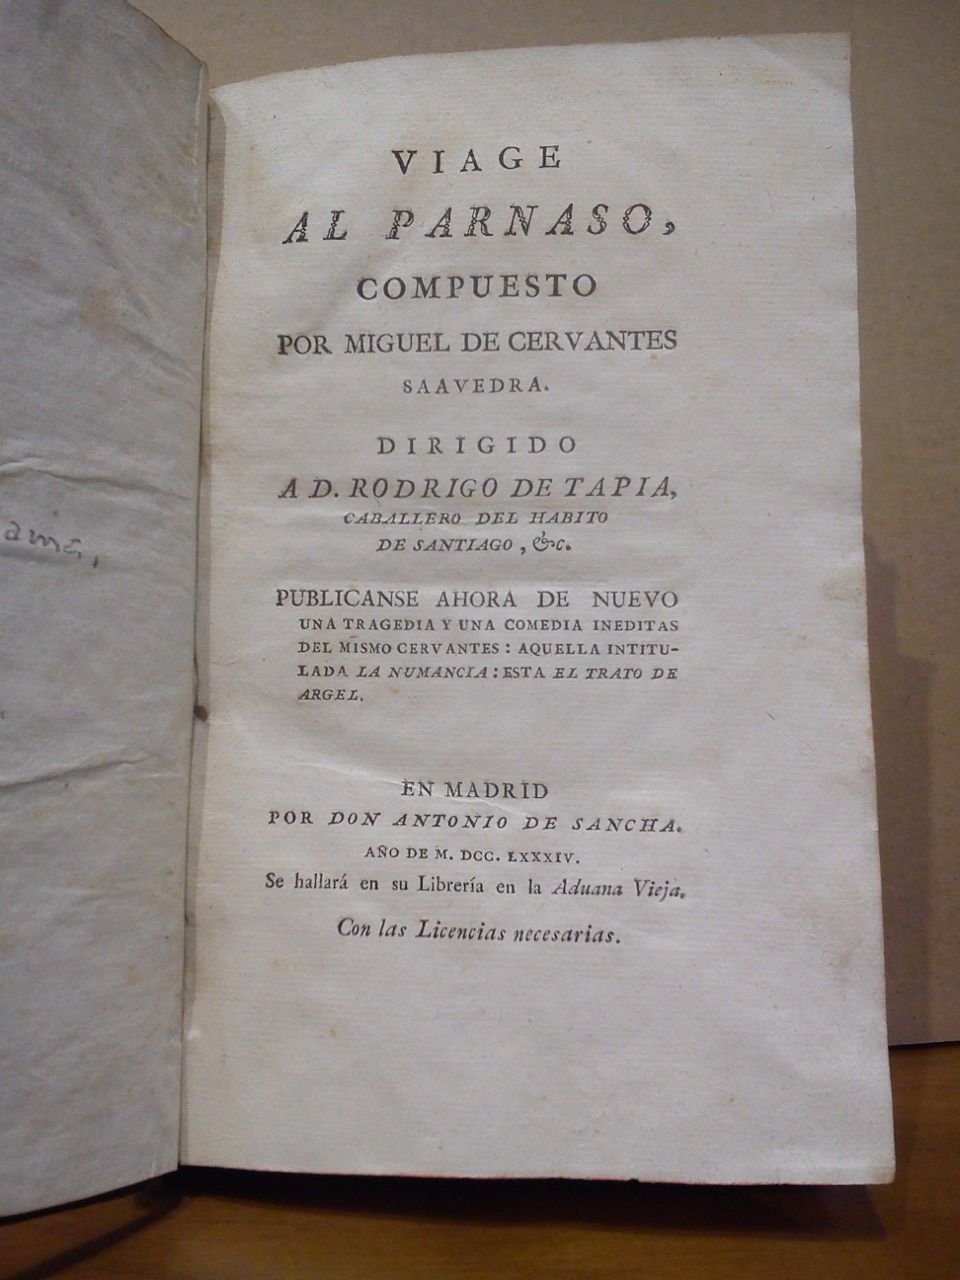 VIAGE
AL PARNASO,
COMPUESTO
POR MIGUEL DE CERVANTES
SAAVEDRA.
DIRIGIDO
A D. RODRIGO DE TAPIA,
CABALLERO DEL HABITO
DE SANTIAGO, &c.
PUBLICANSE AHORA DE NUEVO
UNA TRAGEDIA Y UNA COMEDIA INEDITAS
DEL MISMO CERVANTES: AQUELLA INTITU-
LADA LA NUMANCIA: ESTA EL TRATO DE
ARGEL.
EN MADRID
POR DON ANTONIO DE SANCHA.
AÑO DE M. DCC. LXXXIV.
Se hallará en su Librería en la Aduana Vieja.
Con las Licencias necesarias.